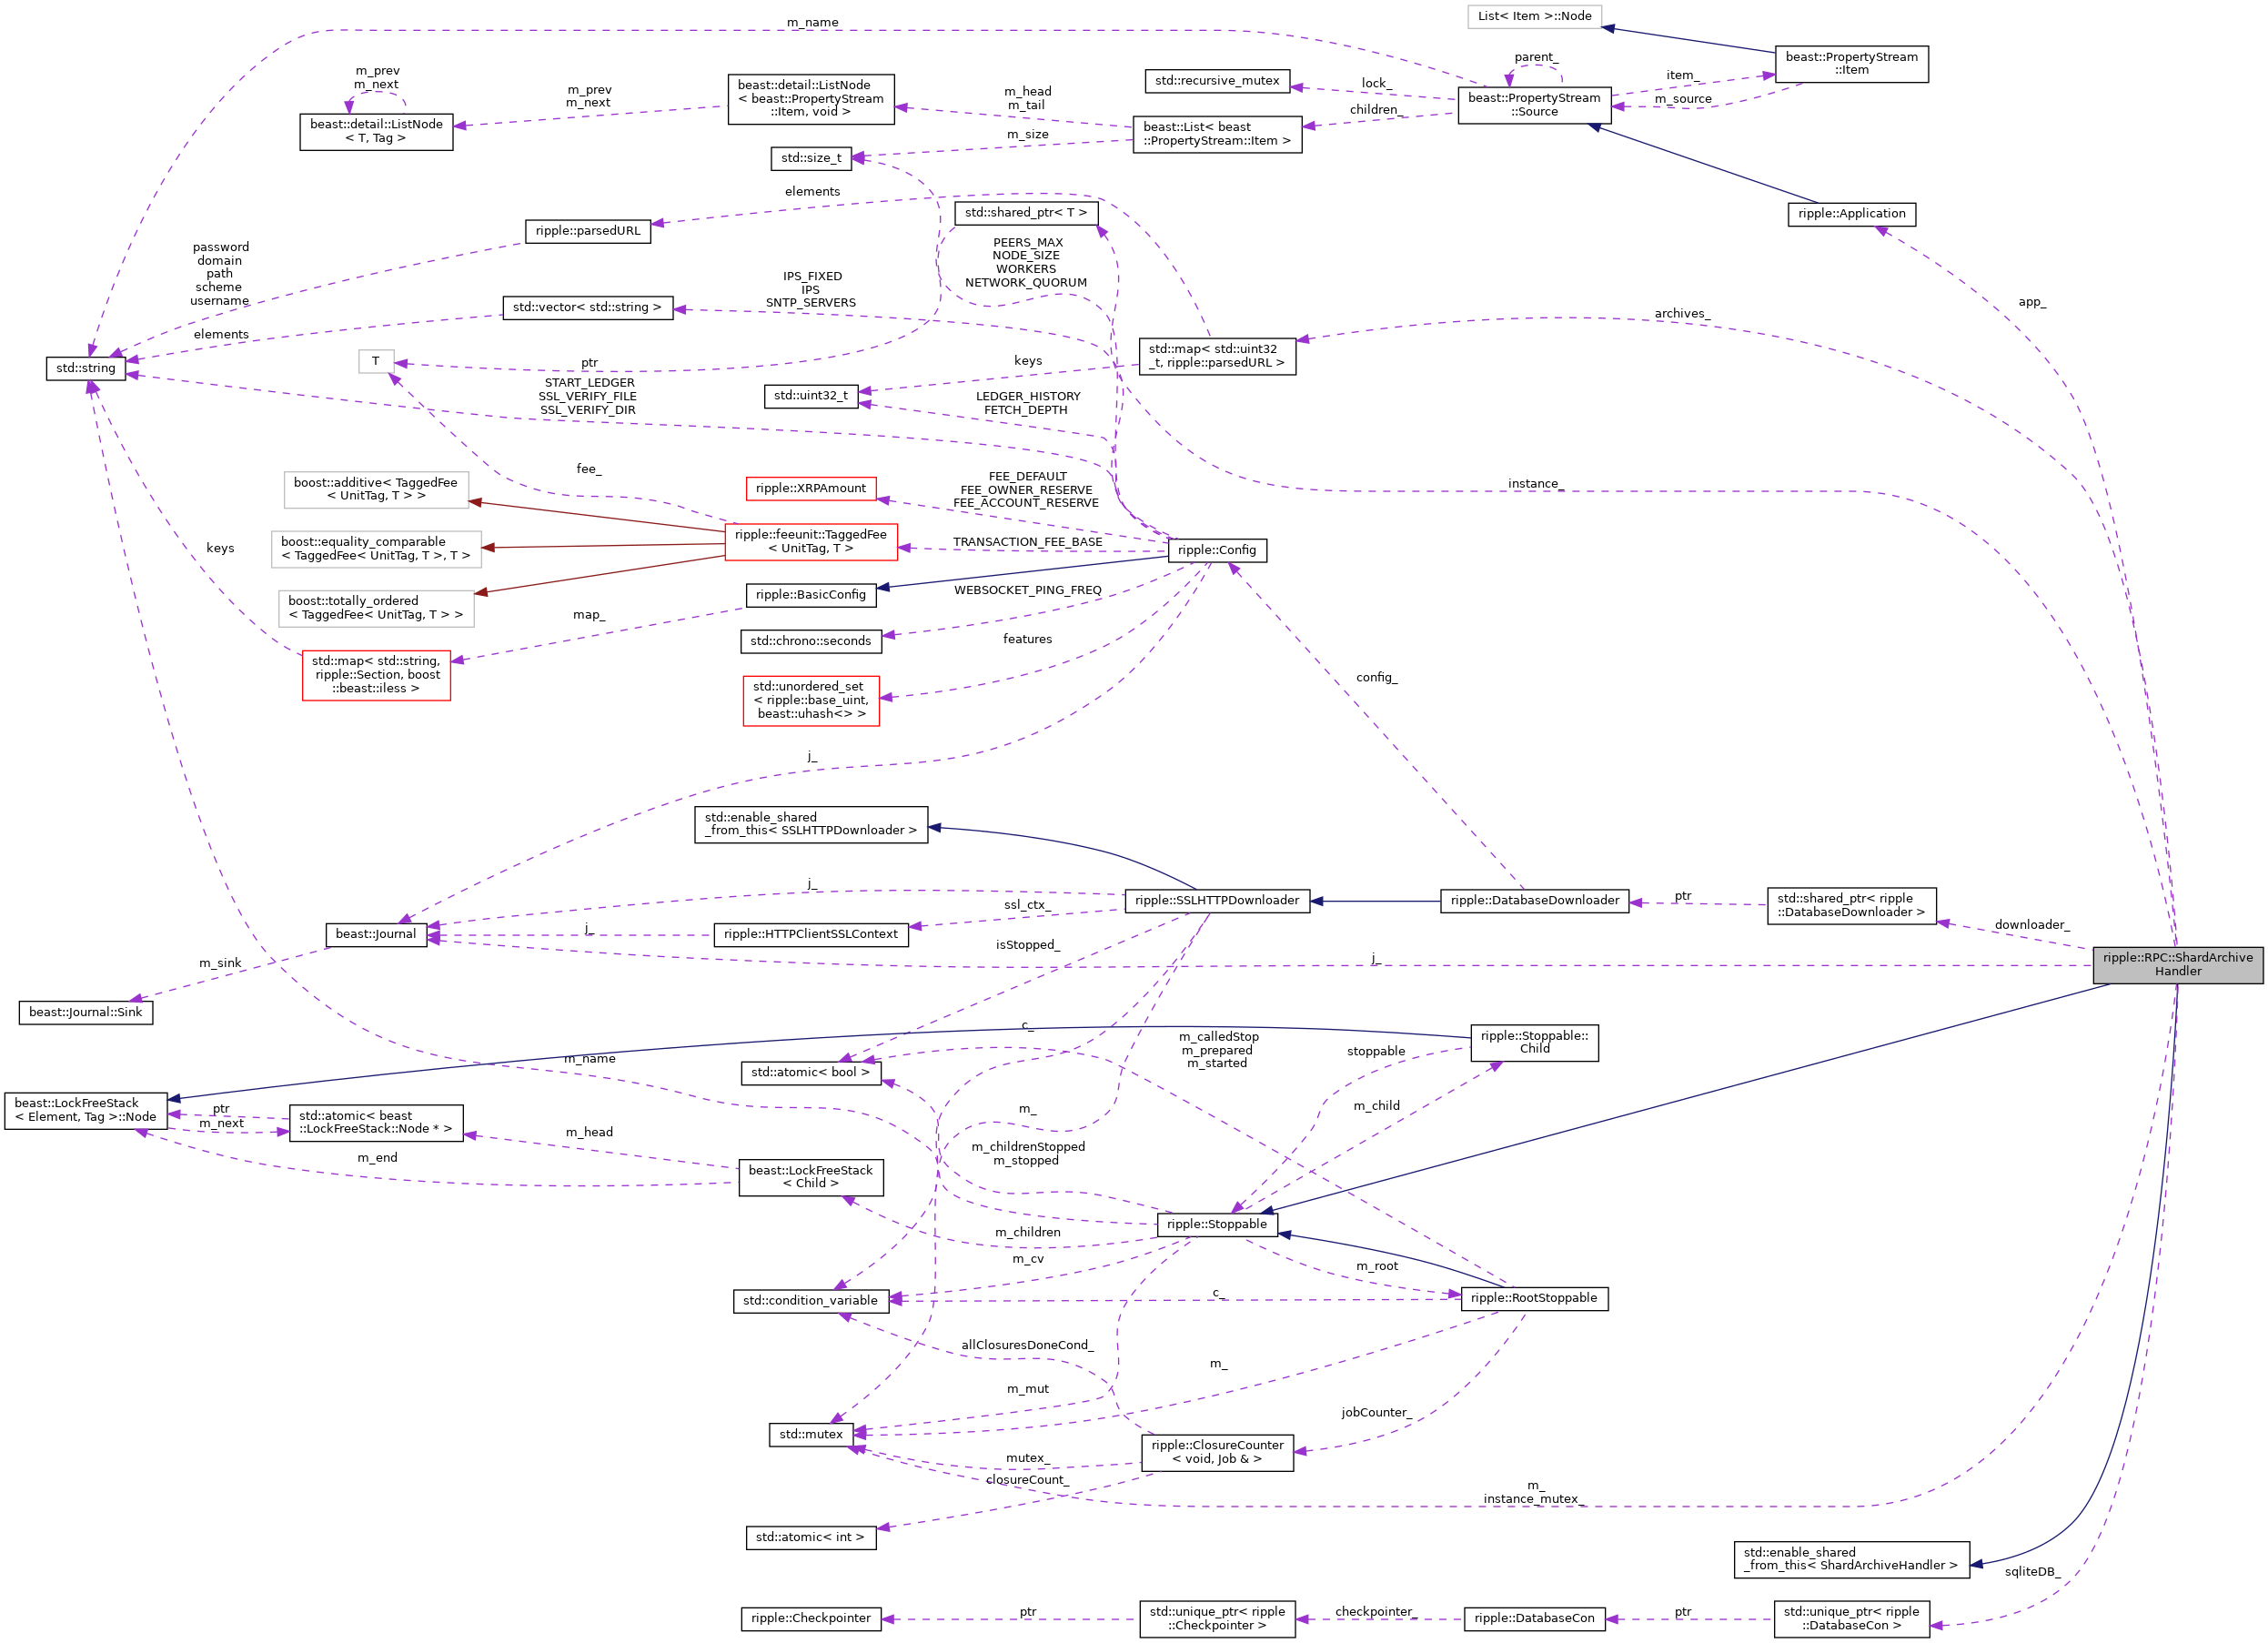 m_name
List< Item >::Node
beast::PropertyStream
::Item
parent_
item_
m_source
m_prev
m_next
beast::detail::ListNode
< T, Tag >
m_prev
m_next
beast::detail::ListNode
< beast::PropertyStream
::Item, void >
m_head
m_tail
std::recursive_mutex
lock_
children_
beast::PropertyStream
::Source
beast::List< beast
::PropertyStream::Item >
m_size
std::size_t
elements
std::shared_ptr< T >
ripple::Application
ripple::parsedURL
password
domain
path
scheme
username
PEERS_MAX
NODE_SIZE
WORKERS
NETWORK_QUORUM
IPS_FIXED
IPS
SNTP_SERVERS
std::vector< std::string >
elements
app_
archives_
std::map< std::uint32
_t, ripple::parsedURL >
std::string
T
ptr
keys
std::uint32_t
START_LEDGER
SSL_VERIFY_FILE
SSL_VERIFY_DIR
LEDGER_HISTORY
FETCH_DEPTH
fee_
instance_
boost::additive< TaggedFee
< UnitTag, T > >
ripple::XRPAmount
FEE_DEFAULT
FEE_OWNER_RESERVE
FEE_ACCOUNT_RESERVE
boost::equality_comparable
< TaggedFee< UnitTag, T >, T >
ripple::feeunit::TaggedFee
< UnitTag, T >
TRANSACTION_FEE_BASE
ripple::Config
keys
boost::totally_ordered
< TaggedFee< UnitTag, T > >
ripple::BasicConfig
WEBSOCKET_PING_FREQ
map_
std::chrono::seconds
features
std::map< std::string,
ripple::Section, boost
::beast::iless >
std::unordered_set
< ripple::base_uint,
beast::uhash<> >
config_
j_
std::enable_shared
_from_this< SSLHTTPDownloader >
j_
ssl_ctx_
ripple::SSLHTTPDownloader
ripple::DatabaseDownloader
ptr
std::shared_ptr< ripple
::DatabaseDownloader >
downloader_
beast::Journal
j_
ripple::HTTPClientSSLContext
isStopped_
j_
ripple::RPC::ShardArchive
Handler
m_sink
beast::Journal::Sink
c_
ripple::Stoppable::
Child
m_name
std::atomic< bool >
m_calledStop
m_prepared
m_started
stoppable
beast::LockFreeStack
< Element, Tag >::Node
ptr
m_next
std::atomic< beast
::LockFreeStack::Node * >
m_
m_child
m_head
m_end
beast::LockFreeStack
< Child >
m_childrenStopped
m_stopped
m_children
ripple::Stoppable
m_cv
m_root
std::condition_variable
c_
ripple::RootStoppable
allClosuresDoneCond_
m_
m_mut
jobCounter_
std::mutex
mutex_
ripple::ClosureCounter
< void, Job & >
closureCount_
m_
instance_mutex_
std::atomic< int >
std::enable_shared
_from_this< ShardArchiveHandler >
sqliteDB_
ripple::Checkpointer
ptr
std::unique_ptr< ripple
::Checkpointer >
checkpointer_
ripple::DatabaseCon
ptr
std::unique_ptr< ripple
::DatabaseCon >